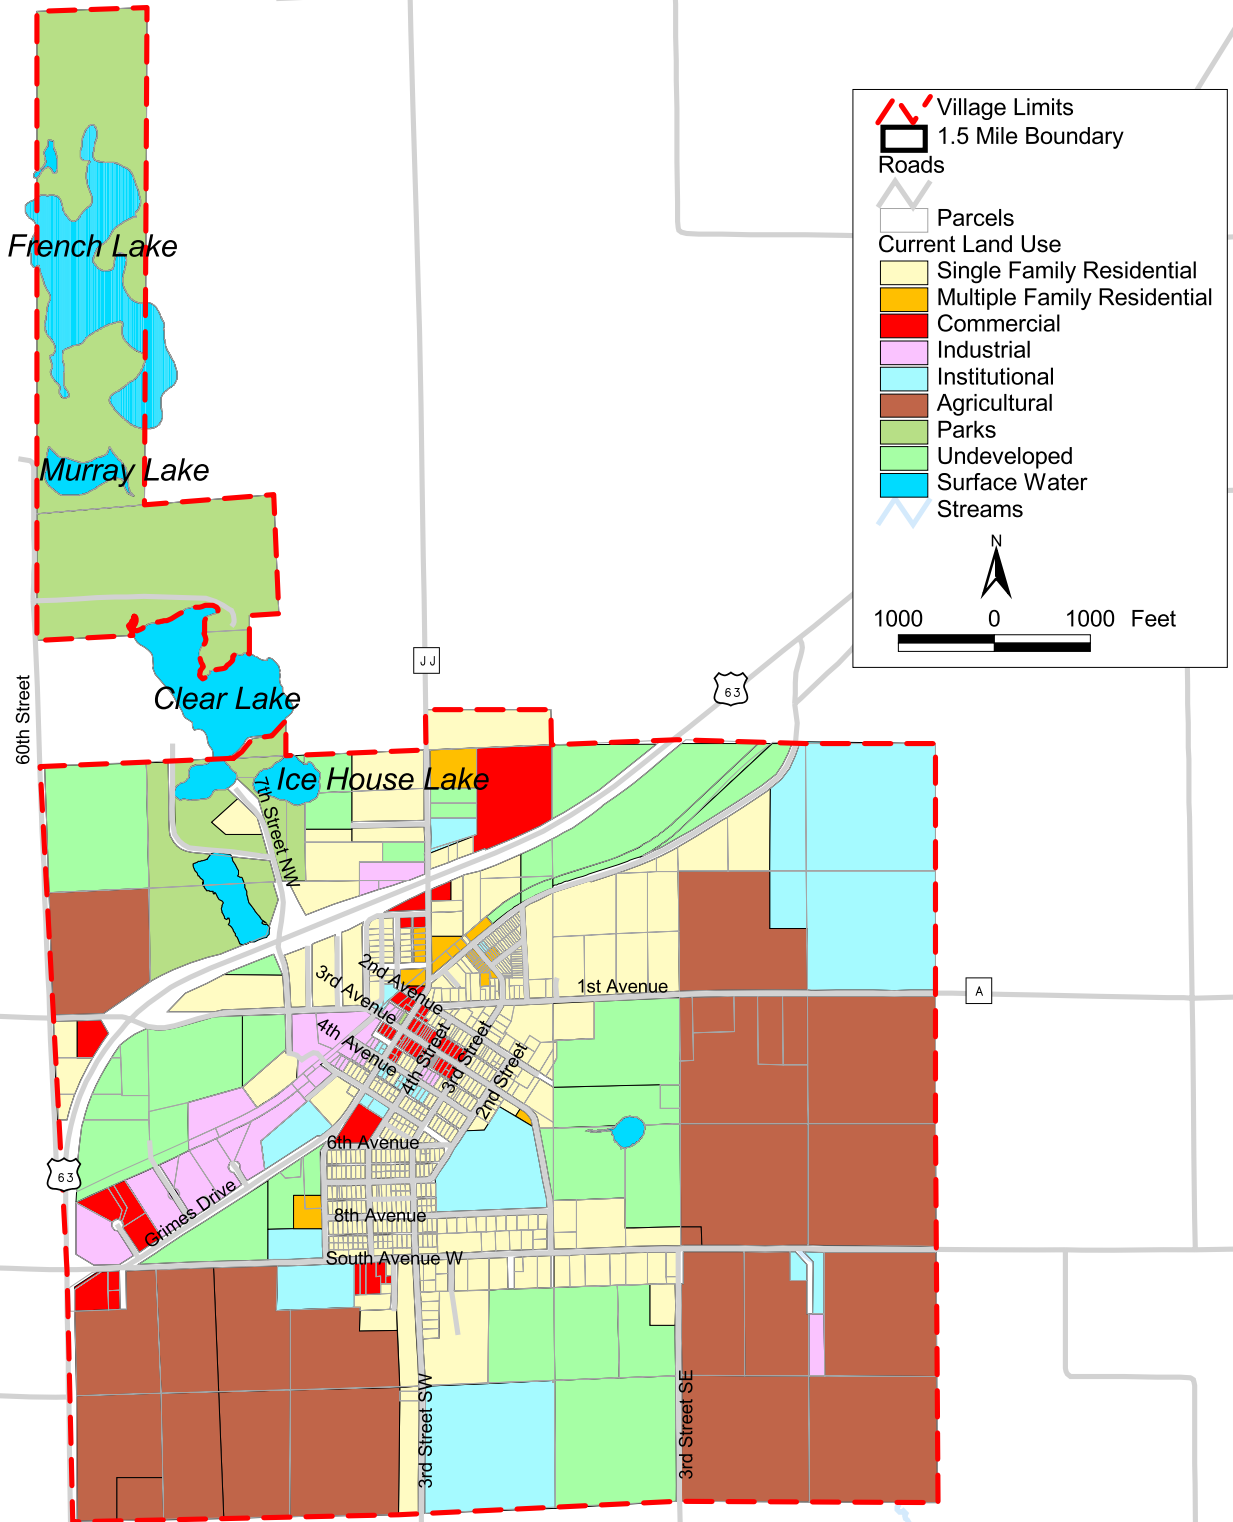 Village Limits
1.5 Mile Boundary
Roads
Parcels
Current Land Use
Single Family Residential
Multiple Family Residential
Commercial
Industrial
Institutional
Agricultural
Parks
Undeveloped
Surface Water
Streams
N
1000 0 1000 Feet
French Lake
Murray Lake
60th Street
Clear Lake
JJ
63
Ice House Lake
7th Street NW
2nd Avenue
3rd Avenue
4th Avenue
1st Avenue
A
4th Street
3rd Street
2nd Street
6th Avenue
63
Grimes Drive
8th Avenue
South Avenue W
3rd Street SW
3rd Street SE